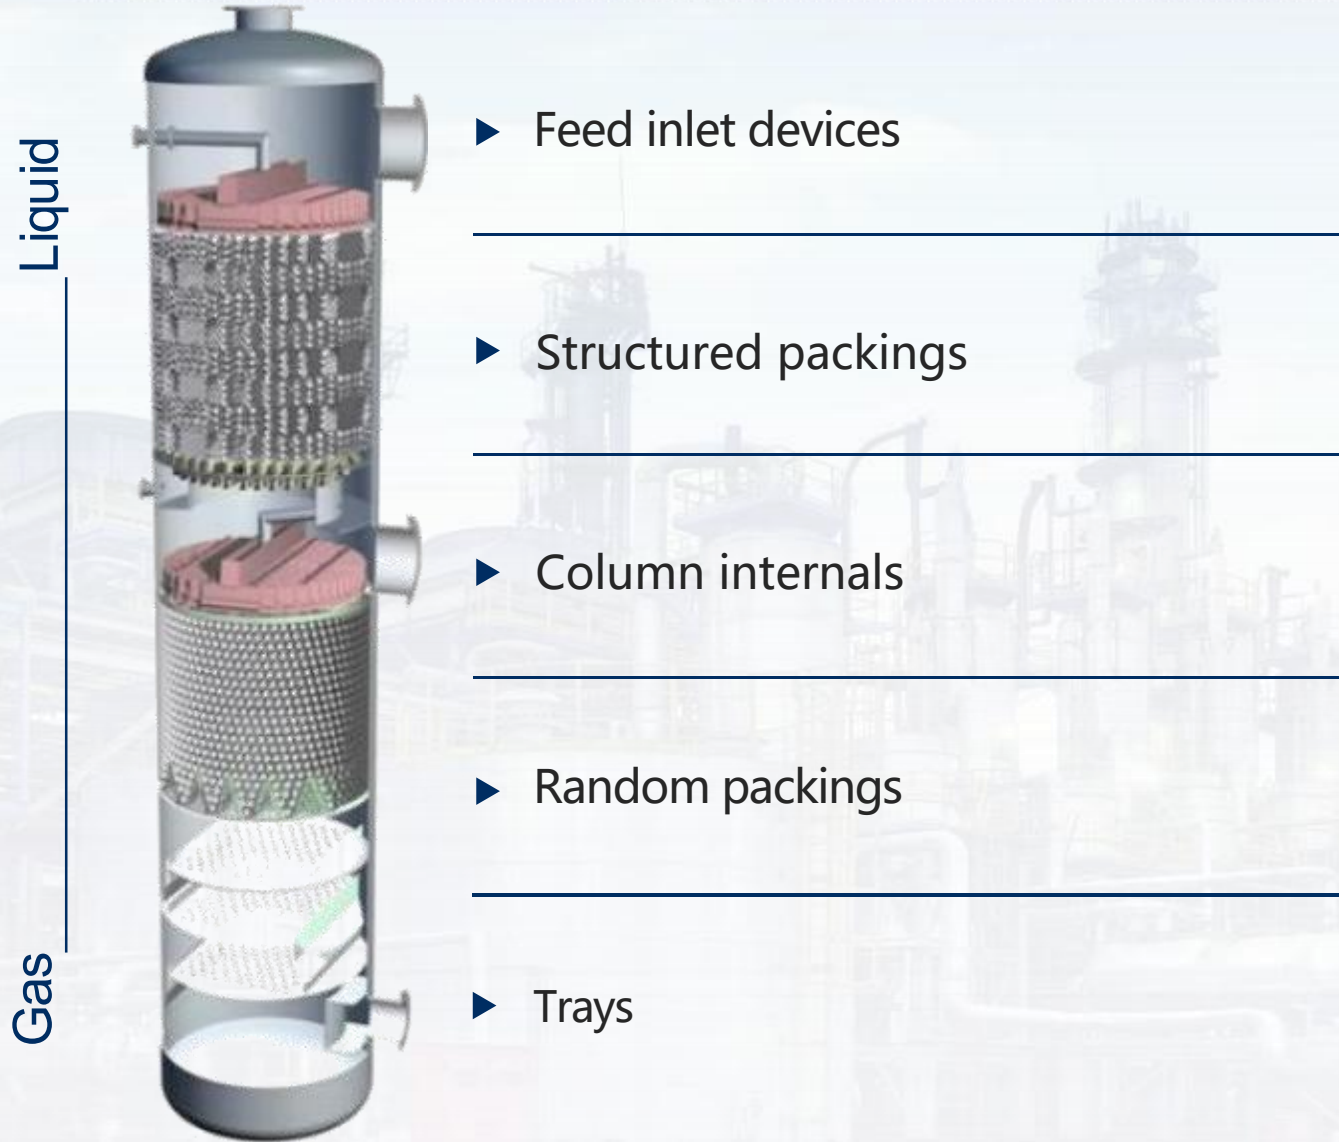 Liquid
Gas
Feed inlet devices
Structured packings
Column internals
Random packings
Trays